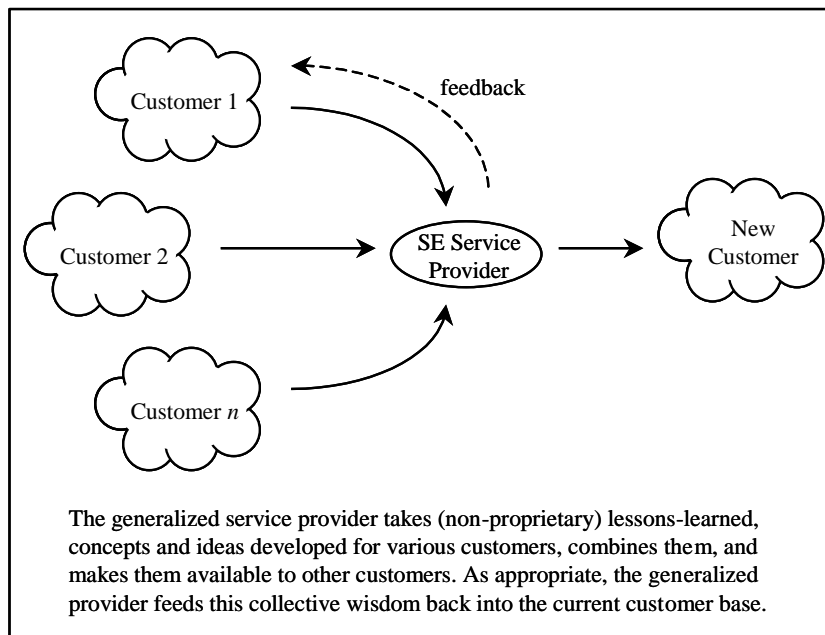 feedback
Customer 1
Customer 2
SE Service
Provider
New
Customer
Customer n
The generalized service provider takes (non-proprietary) lessons-learned,
concepts and ideas developed for various customers, combines them, and
makes them available to other customers. As appropriate, the generalized
provider feeds this collective wisdom back into the current customer base.